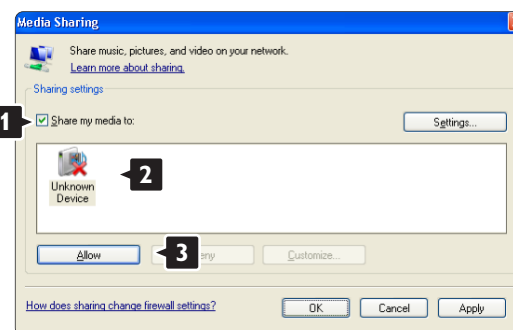 Media Sharing
Share music, pictures, and video on your network.
Learn more about sharing.
Sharing settings
1
Share my media to:
Settings...
2
Unknown
Device
Allow
3
Customize...
How does sharing change firewall settings?
OK
Cancel
Apply